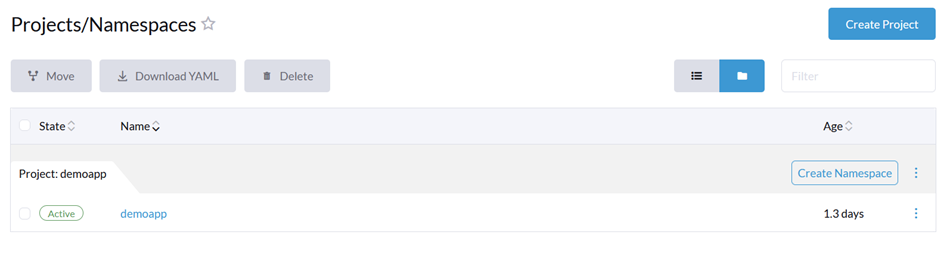 Projects/Namespaces
Create Project
Move
Download YAML
Delete
Filter
State
Name
Age
Project: demoapp
Create Namespace
Active
demoapp
1.3 days